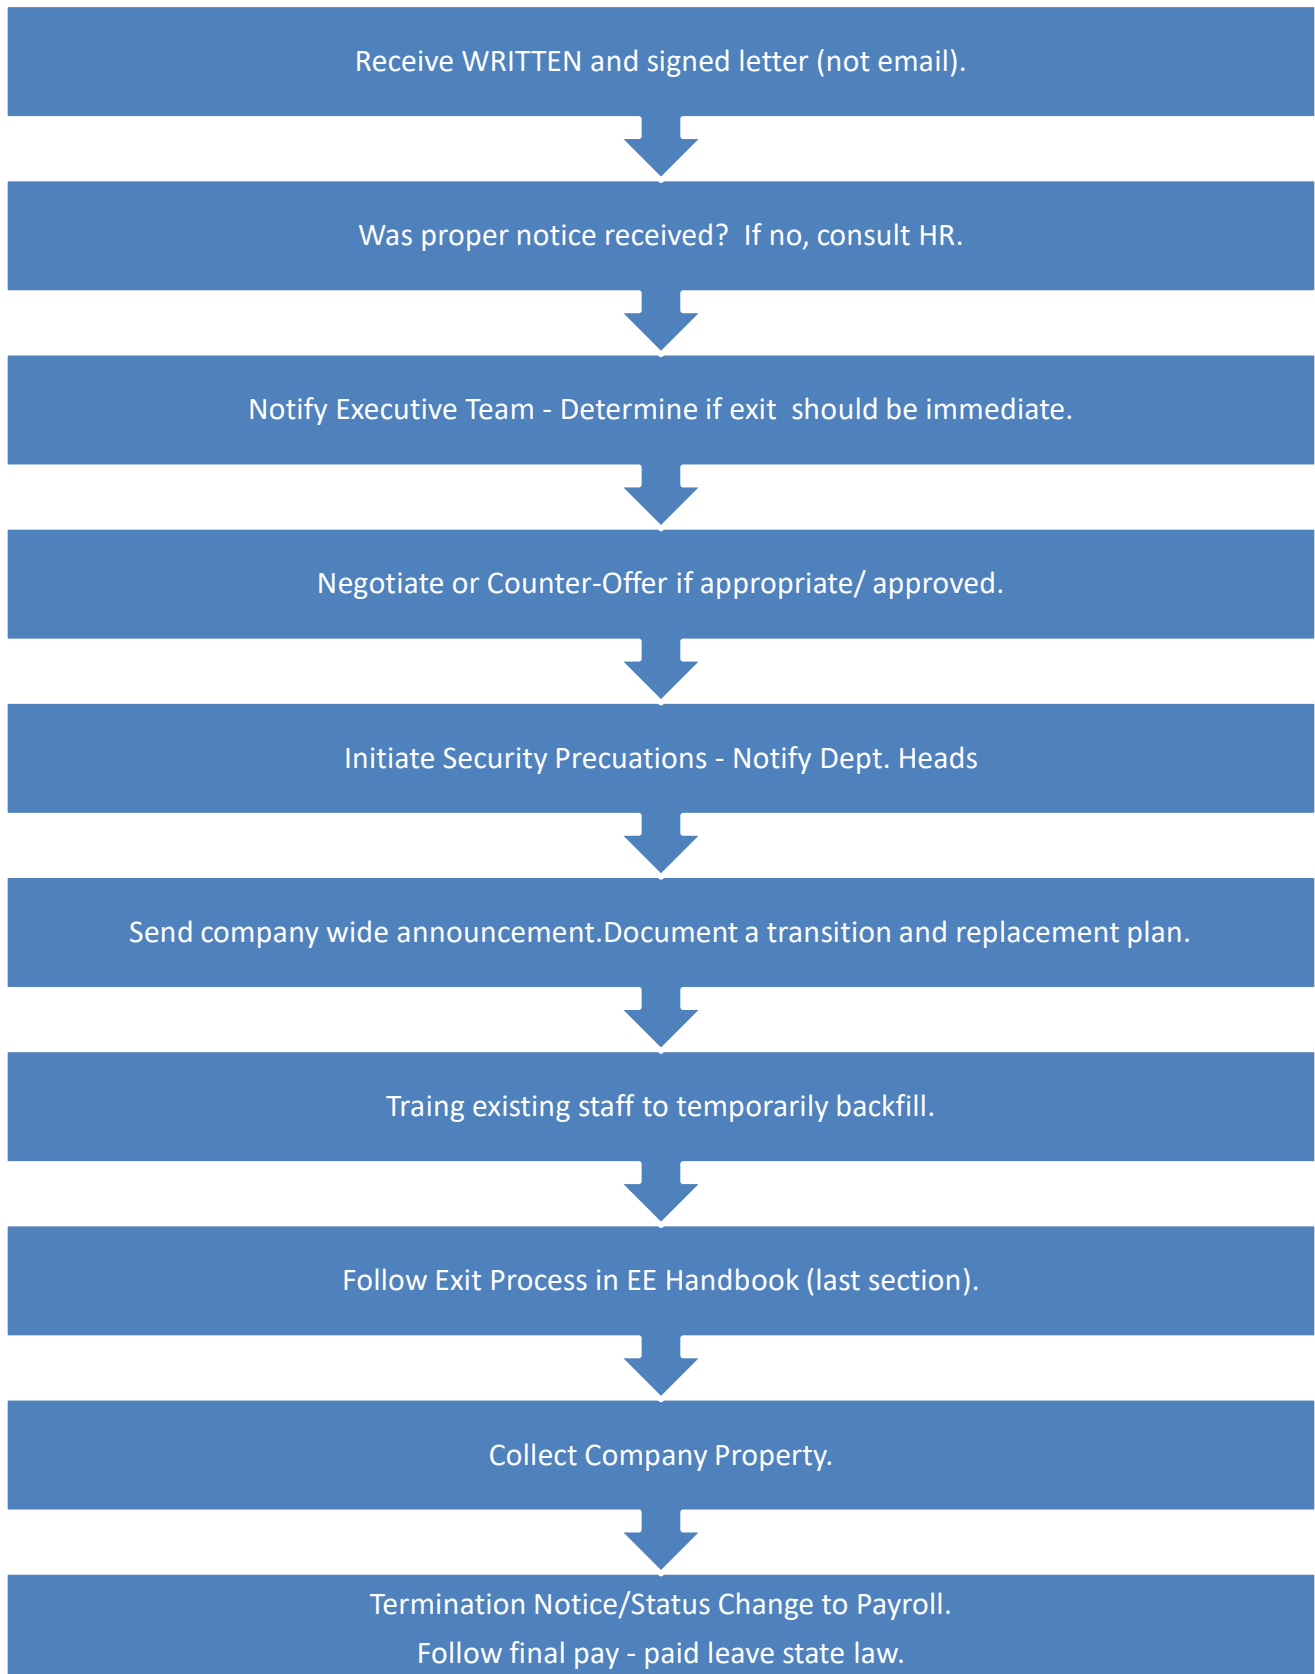 Receive WRITTEN and signed letter (not email).
Was proper notice received?  If no, consult HR.
Notify Executive Team - Determine if exit  should be immediate.
Negotiate or Counter-Offer if appropriate/ approved.
Initiate Security Precuations - Notify Dept. Heads
Send company wide announcement.Document a transition and replacement plan.
Traing existing staff to temporarily backfill.
Follow Exit Process in EE Handbook (last section).
Collect Company Property.
Termination Notice/Status Change to Payroll.
Follow final pay - paid leave state law.